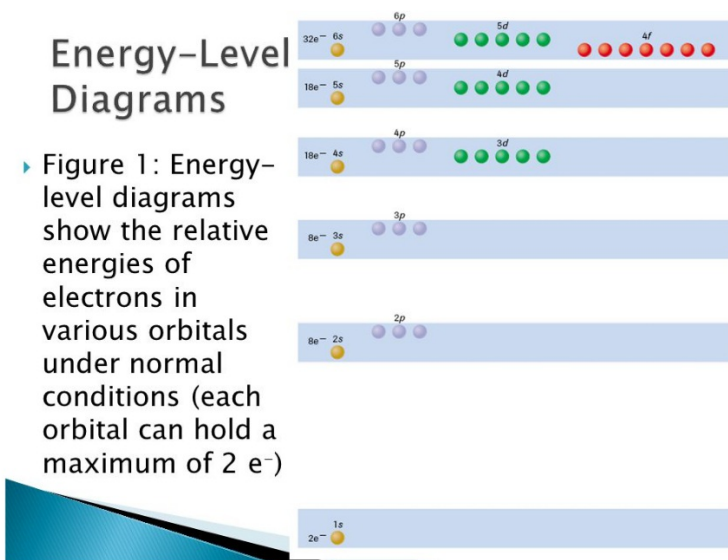 Energy-Level
Diagrams
Figure 1: Energy-
level diagrams
show the relative
energies of
electrons in
various orbitals
under normal
conditions (each
orbital can hold a
maximum of 2 e⁻)
6p
32e⁻ 6s 5d 4f
5p
18e⁻ 5s 4d
4p
18e⁻ 4s 3d
3p
8e⁻ 3s
2p
8e⁻ 2s
1s
2e⁻